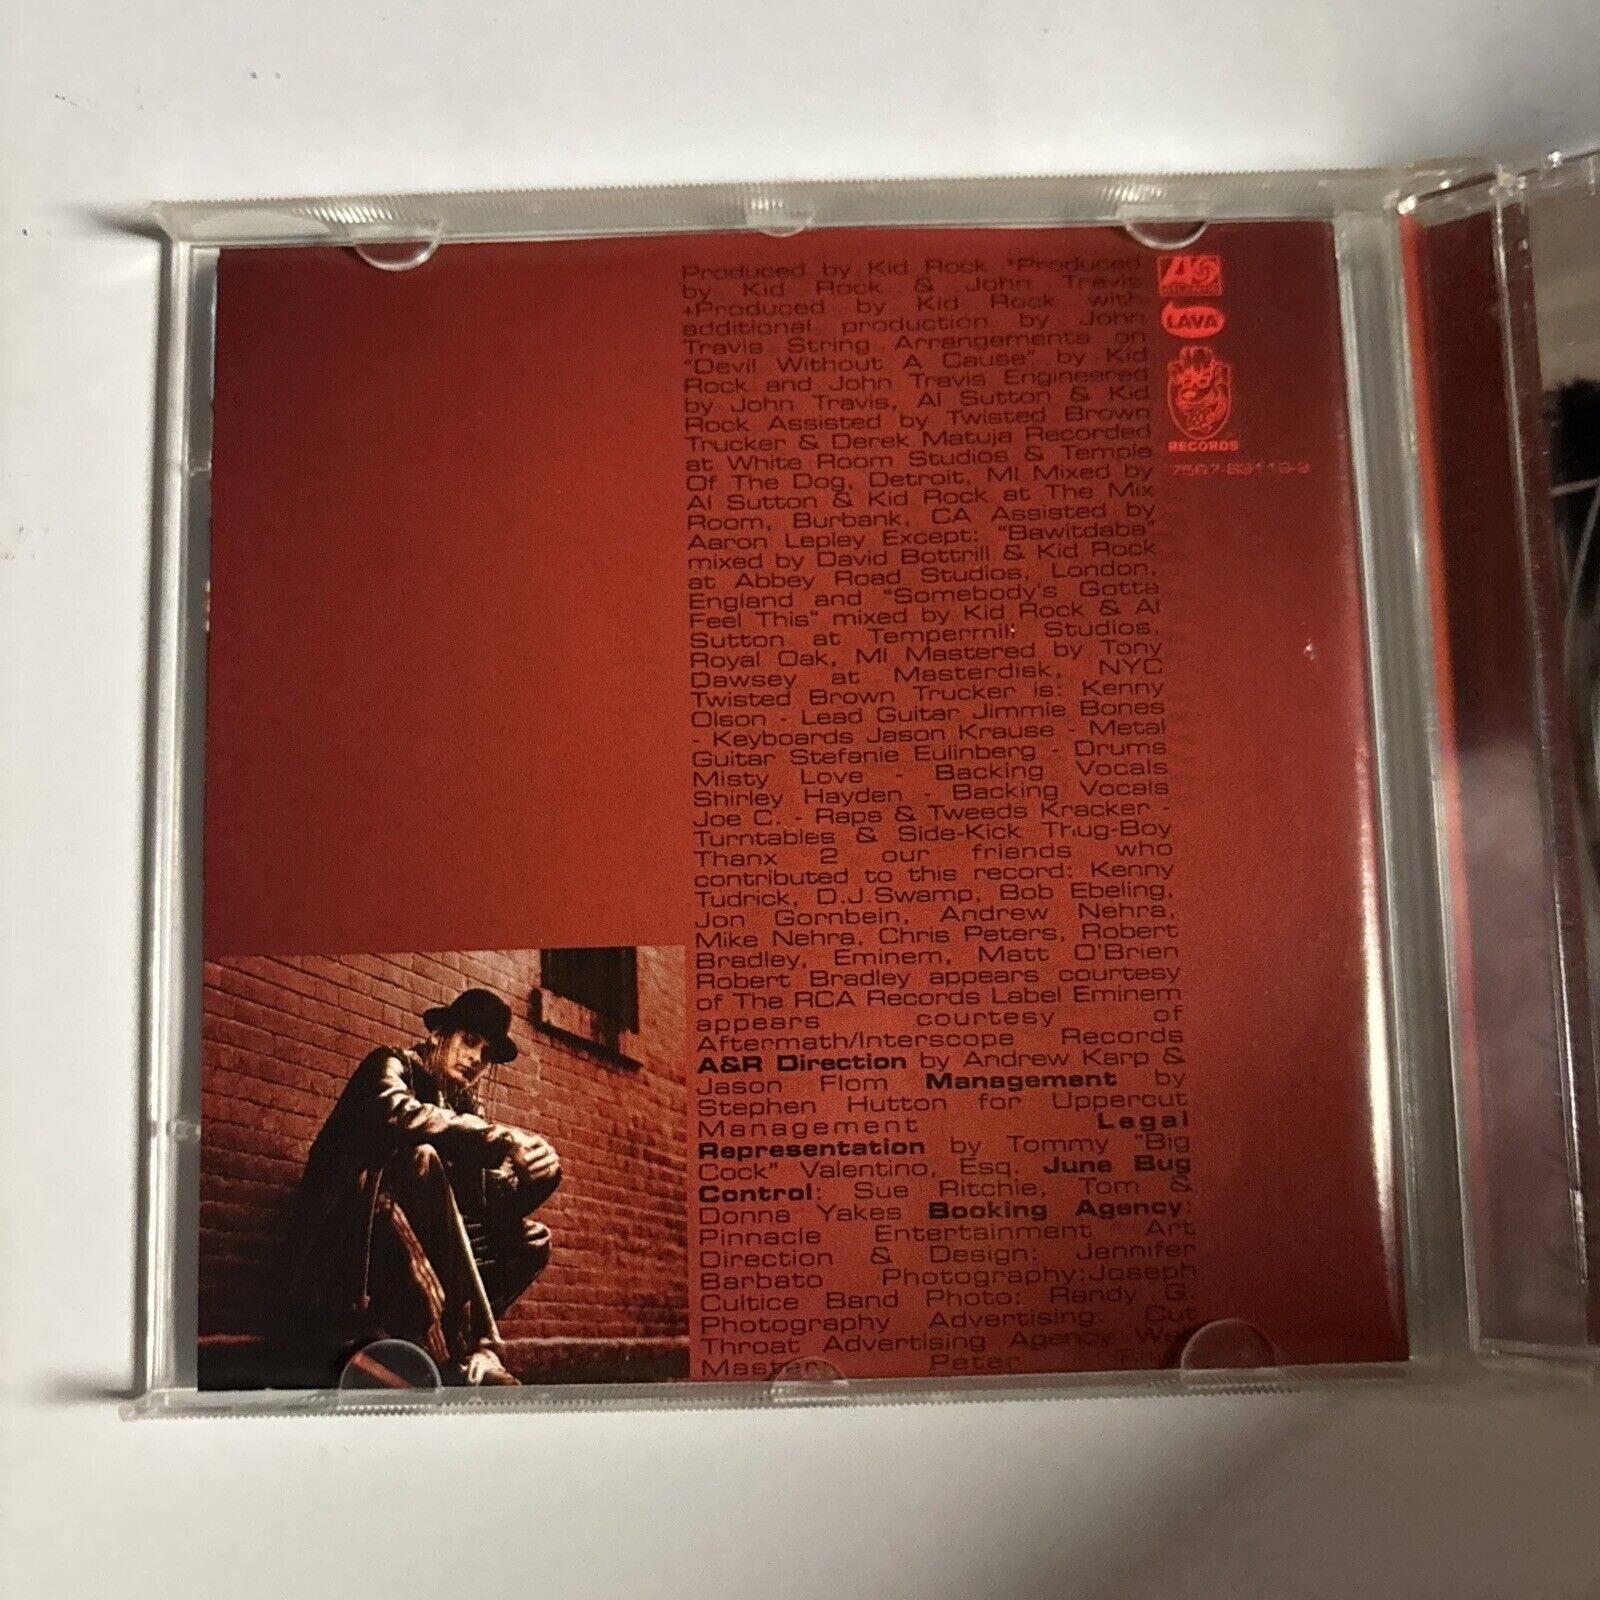 Produced by Kid Rock *Produced
by Kid Rock & John Travis
+Produced by Kid Rock with
additional production by John
Travis String Arrangements on
"Devil Without A Cause" by Kid
Rock and John Travis Engineered
by John Travis, Al Sutton & Kid
Rock Assisted by Twisted Brown
Trucker & Derek Matuja Recorded
at White Room Studios & Temple
Of The Dog, Detroit, MI Mixed by
Al Sutton & Kid Rock at The Mix
Room, Burbank, CA Assisted by
Aaron Lepley Except: "Bawitdaba"
mixed by David Bottrill & Kid Rock
at Abbey Road Studios, London,
England and "Somebody's Gotta
Feel This" mixed by Kid Rock & Al
Sutton at Tempermill Studios,
Royal Oak, MI Mastered by Tony
Dawsey at Masterdisk, NYC
Twisted Brown Trucker is: Kenny
Olson - Lead Guitar Jimmie Bones
- Keyboards Jason Krause - Metal
Guitar Stefanie Eulinberg - Drums
Misty Love - Backing Vocals
Shirley Hayden - Backing Vocals
Joe C. - Raps & Tweeds Kracker -
Turntables & Side-Kick Thug-Boy
Thanx 2 our friends who
contributed to this record: Kenny
Tudrick, D.J.Swamp, Bob Ebeling,
Jon Gornbein, Andrew Nehra,
Mike Nehra, Chris Peters, Robert
Bradley, Eminem, Matt O'Brien
Robert Bradley appears courtesy
of The RCA Records Label Eminem
appears courtesy of
Aftermath/Interscope Records
A&R Direction by Andrew Karp &
Jason Flom Management by
Stephen Hutton for Uppercut
Management Legal
Representation by Tommy "Big
Cock" Valentino, Esq. June Bug
Control: Sue Ritchie, Tom &
Donna Yakes Booking Agency:
Pinnacle Entertainment Art
Direction & Design: Jennifer
Barbato Photography:Joseph
Cultice Band Photo: Randy G.
Photography Advertising: Cut
Throat Advertising Agency Web
Master Peter
LAVA
RECORDS
7567-83119-2